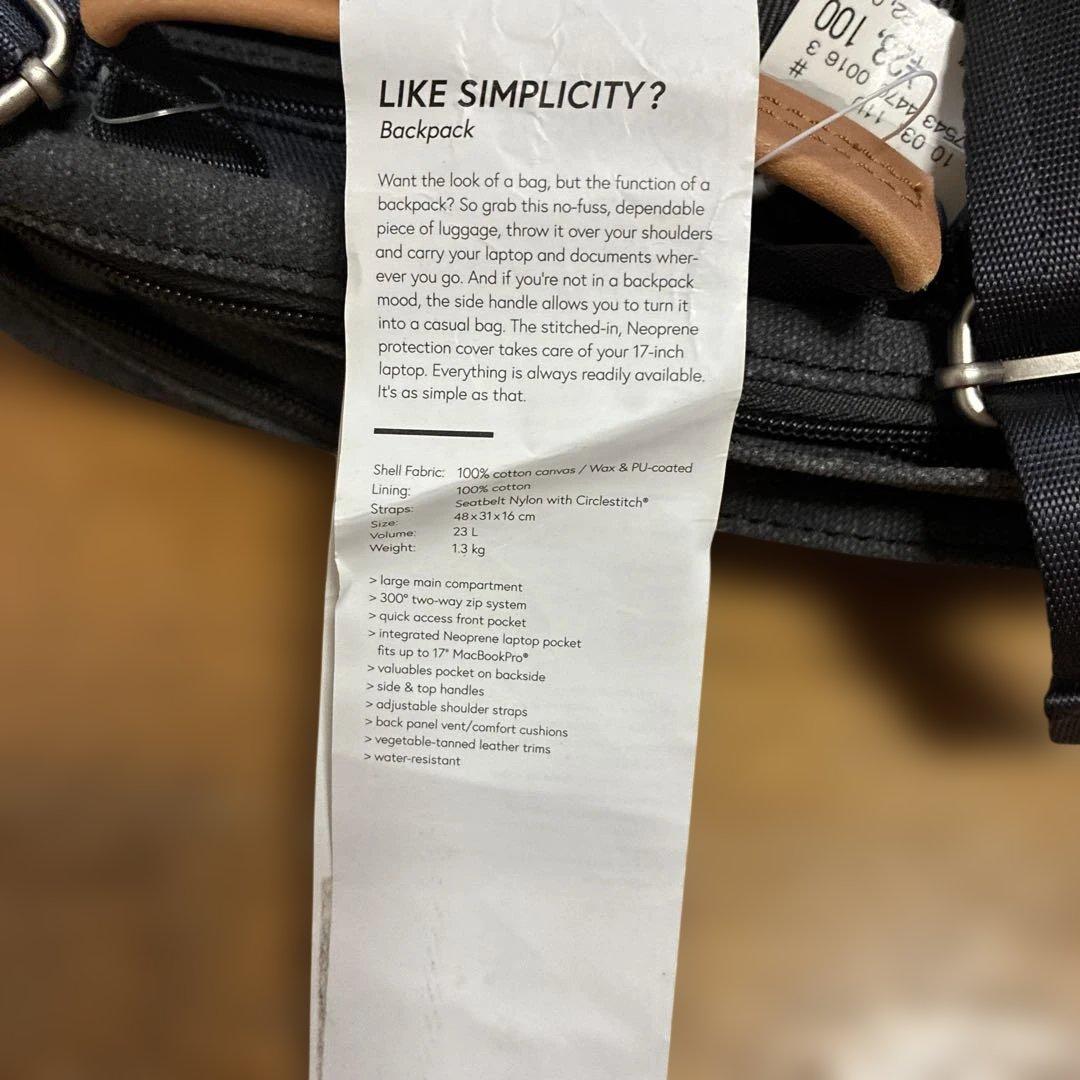 LIKE SIMPLICITY?
Backpack
Want the look of a bag, but the function of a
backpack? So grab this no-fuss, dependable
piece of luggage, throw it over your shoulders
and carry your laptop and documents wher-
ever you go. And if you're not in a backpack
mood, the side handle allows you to turn it
into a casual bag. The stitched-in, Neoprene
protection cover takes care of your 17-inch
laptop. Everything is always readily available.
It's as simple as that.
Shell Fabric: 100% cotton canvas / Wax & PU-coated
Lining: 100% cotton
Straps: Seatbelt Nylon with Circlestitch®
Size: 48x31x16 cm
Volume: 23 L
Weight: 1.3 kg
> large main compartment
> 300° two-way zip system
> quick access front pocket
> integrated Neoprene laptop pocket
fits up to 17" MacBookPro®
> valuables pocket on backside
> side & top handles
> adjustable shoulder straps
> back panel vent/comfort cushions
> vegetable-tanned leather trims
> water-resistant
10 03
0016 3
#
23,100